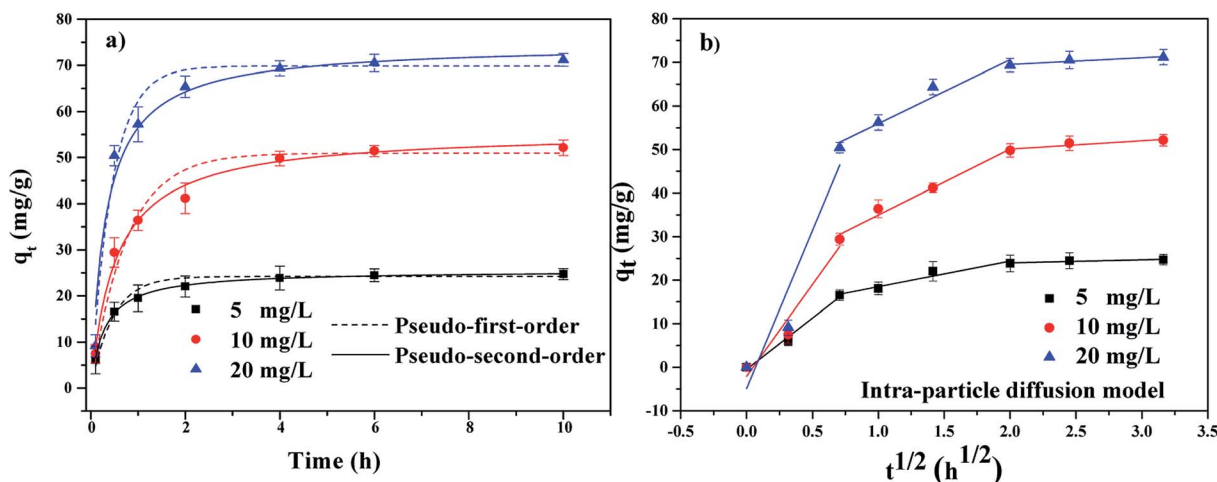 a)
80
70
60
50
40
30
20
10
0
q_t (mg/g)
5 mg/L
10 mg/L
20 mg/L
Pseudo-first-order
Pseudo-second-order
0 2 4 6 8 10
Time (h)
b)
80
70
60
50
40
30
20
10
0
-10
q_t (mg/g)
5 mg/L
10 mg/L
20 mg/L
Intra-particle diffusion model
-0.5 0.0 0.5 1.0 1.5 2.0 2.5 3.0 3.5
t^1/2 (h^1/2)